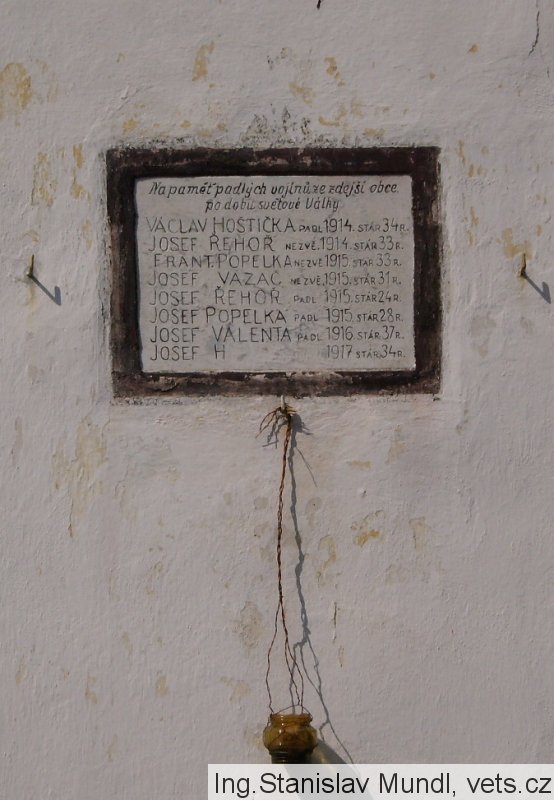 Na paměť padlých vojínů ze zdejší obce
po dobu světové války.
VÁCLAV HOŠTIČKA PADL 1914. STÁR 34 R.
JOSEF ŘEHOŘ NEZVĚ. 1914. STÁR 33 R.
FRANT. POPELKA NEZVĚ 1915. STÁR. 33 R.
JOSEF VAZAČ NEZVĚ. 1915. STÁR 31 R.
JOSEF ŘEHOŘ PADL 1915. STÁR 24 R.
JOSEF POPELKA PADL 1915. STÁR 28 R.
JOSEF VALENTA PADL 1916. STÁR 37 R.
JOSEF H 1917 STÁR 34 R.
Ing.Stanislav Mundl, vets.cz